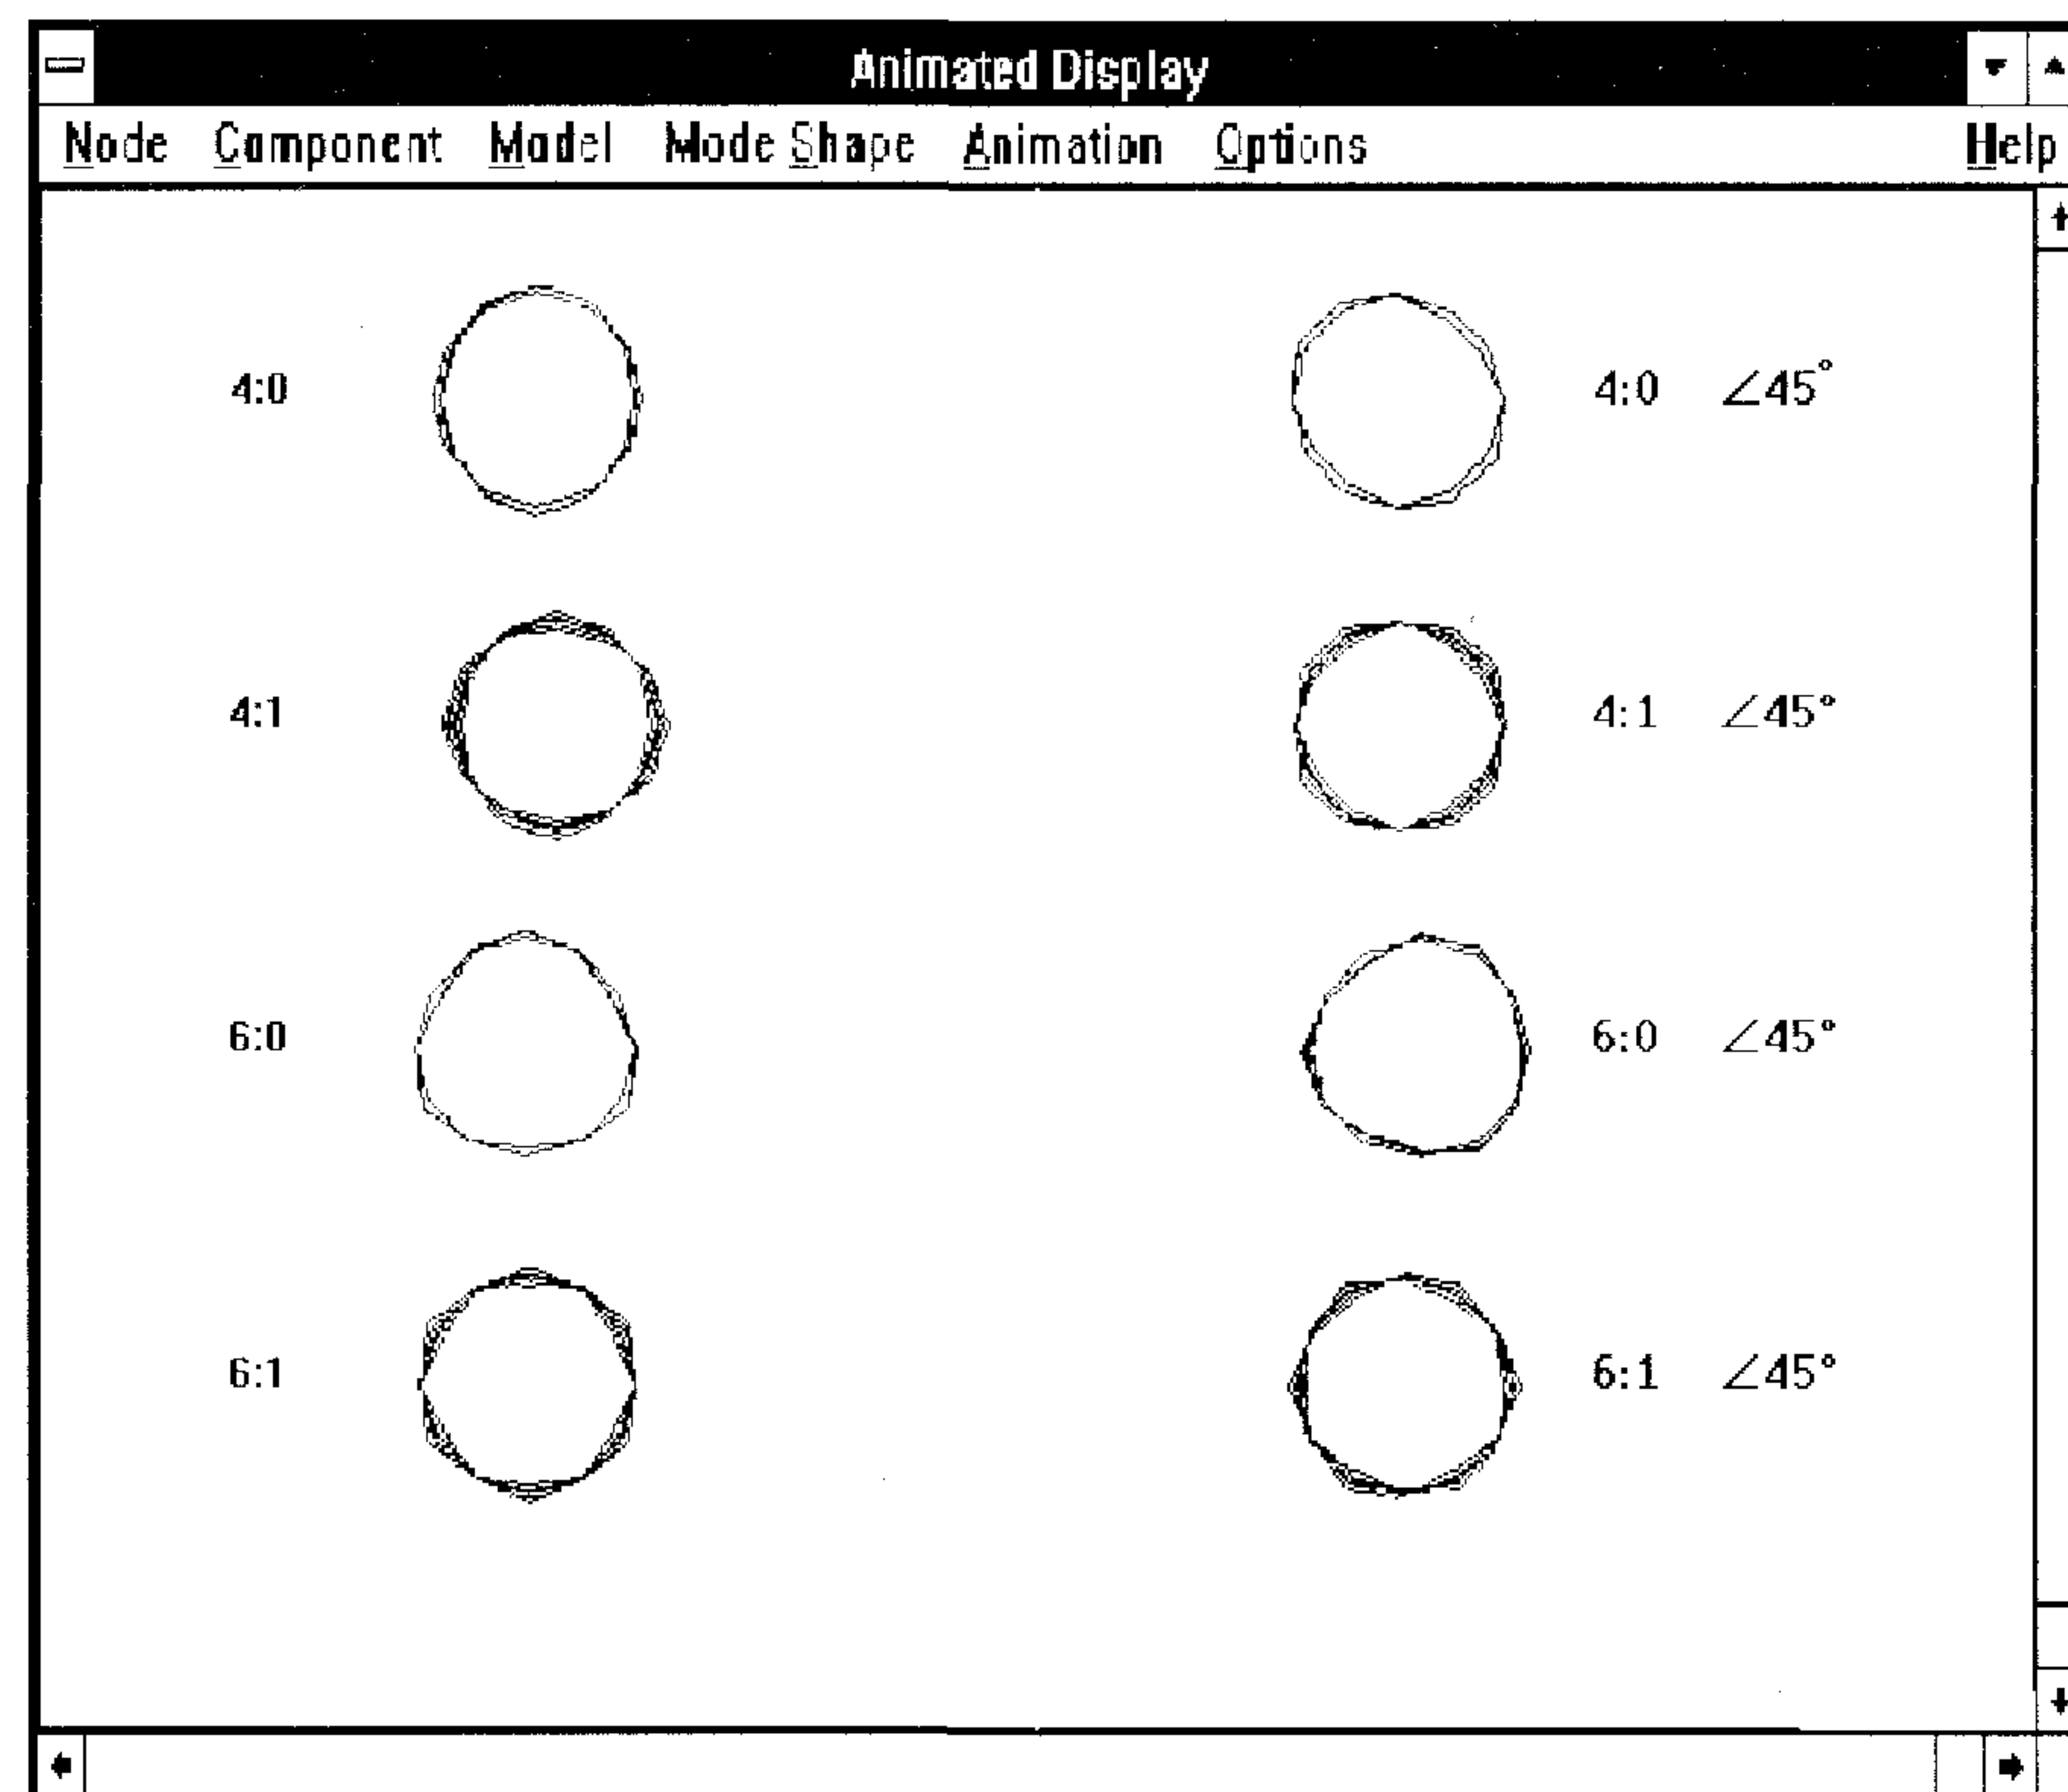 Animated Display
Node Component Model Mode Shape Animation Options Help
4:0 4:0 ∠45°
4:1 4:1 ∠45°
6:0 6:0 ∠45°
6:1 6:1 ∠45°